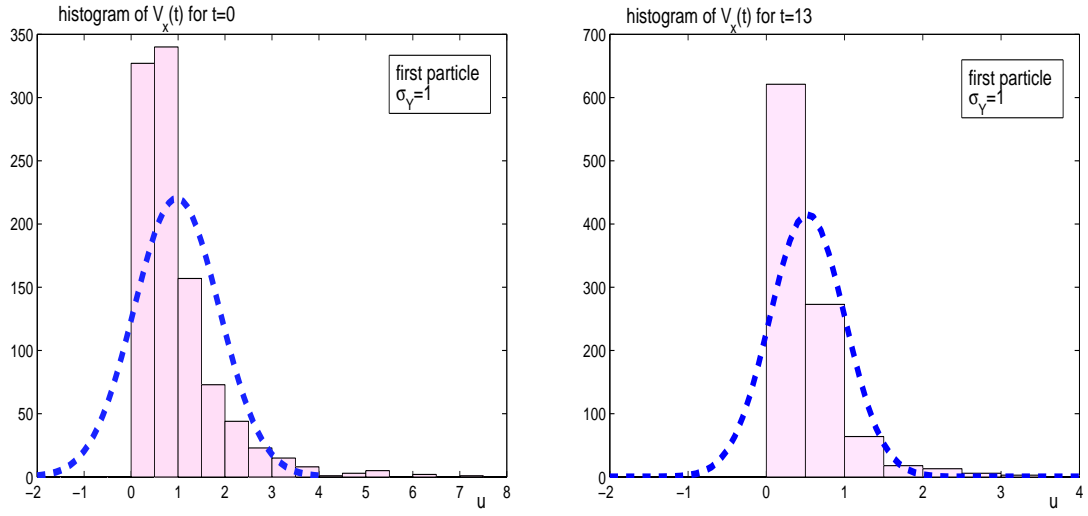 histogram of V_x(t) for t=0
350
300
250
200
150
100
50
0
−2 −1 0 1 2 3 4 5 6 7 8
u
first particle
σ_Y=1
histogram of V_x(t) for t=13
700
600
500
400
300
200
100
0
−2 −1 0 1 2 3 4
u
first particle
σ_Y=1